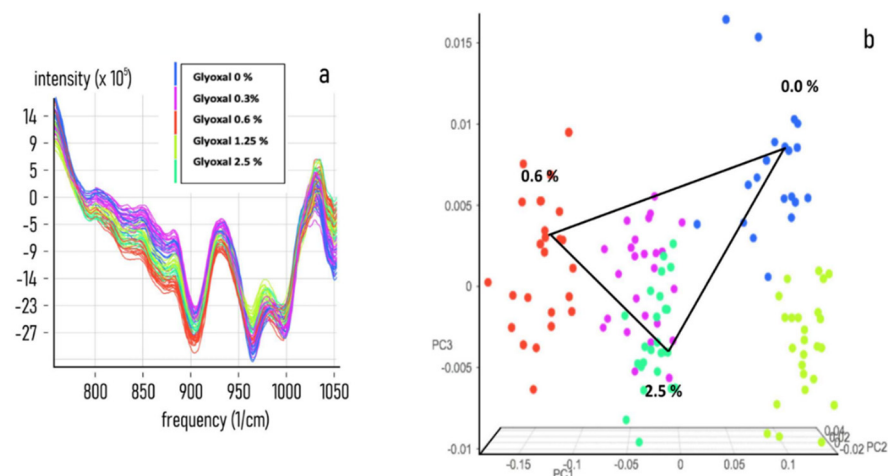 a
intensity (x 10⁵)
Glyoxal 0 %
Glyoxal 0.3%
Glyoxal 0.6 %
Glyoxal 1.25 %
Glyoxal 2.5 %
14
9
5
0
-5
-9
-14
-23
-27
800 850 900 950 1000 1050
frequency (1/cm)
b
0.015
0.01
0.005
0
-0.005
-0.01
PC3
0.0 %
0.6 %
2.5 %
-0.15 -0.1 -0.05 0 0.05 0.1
PC1
0.04
0.02
0
-0.02 PC2